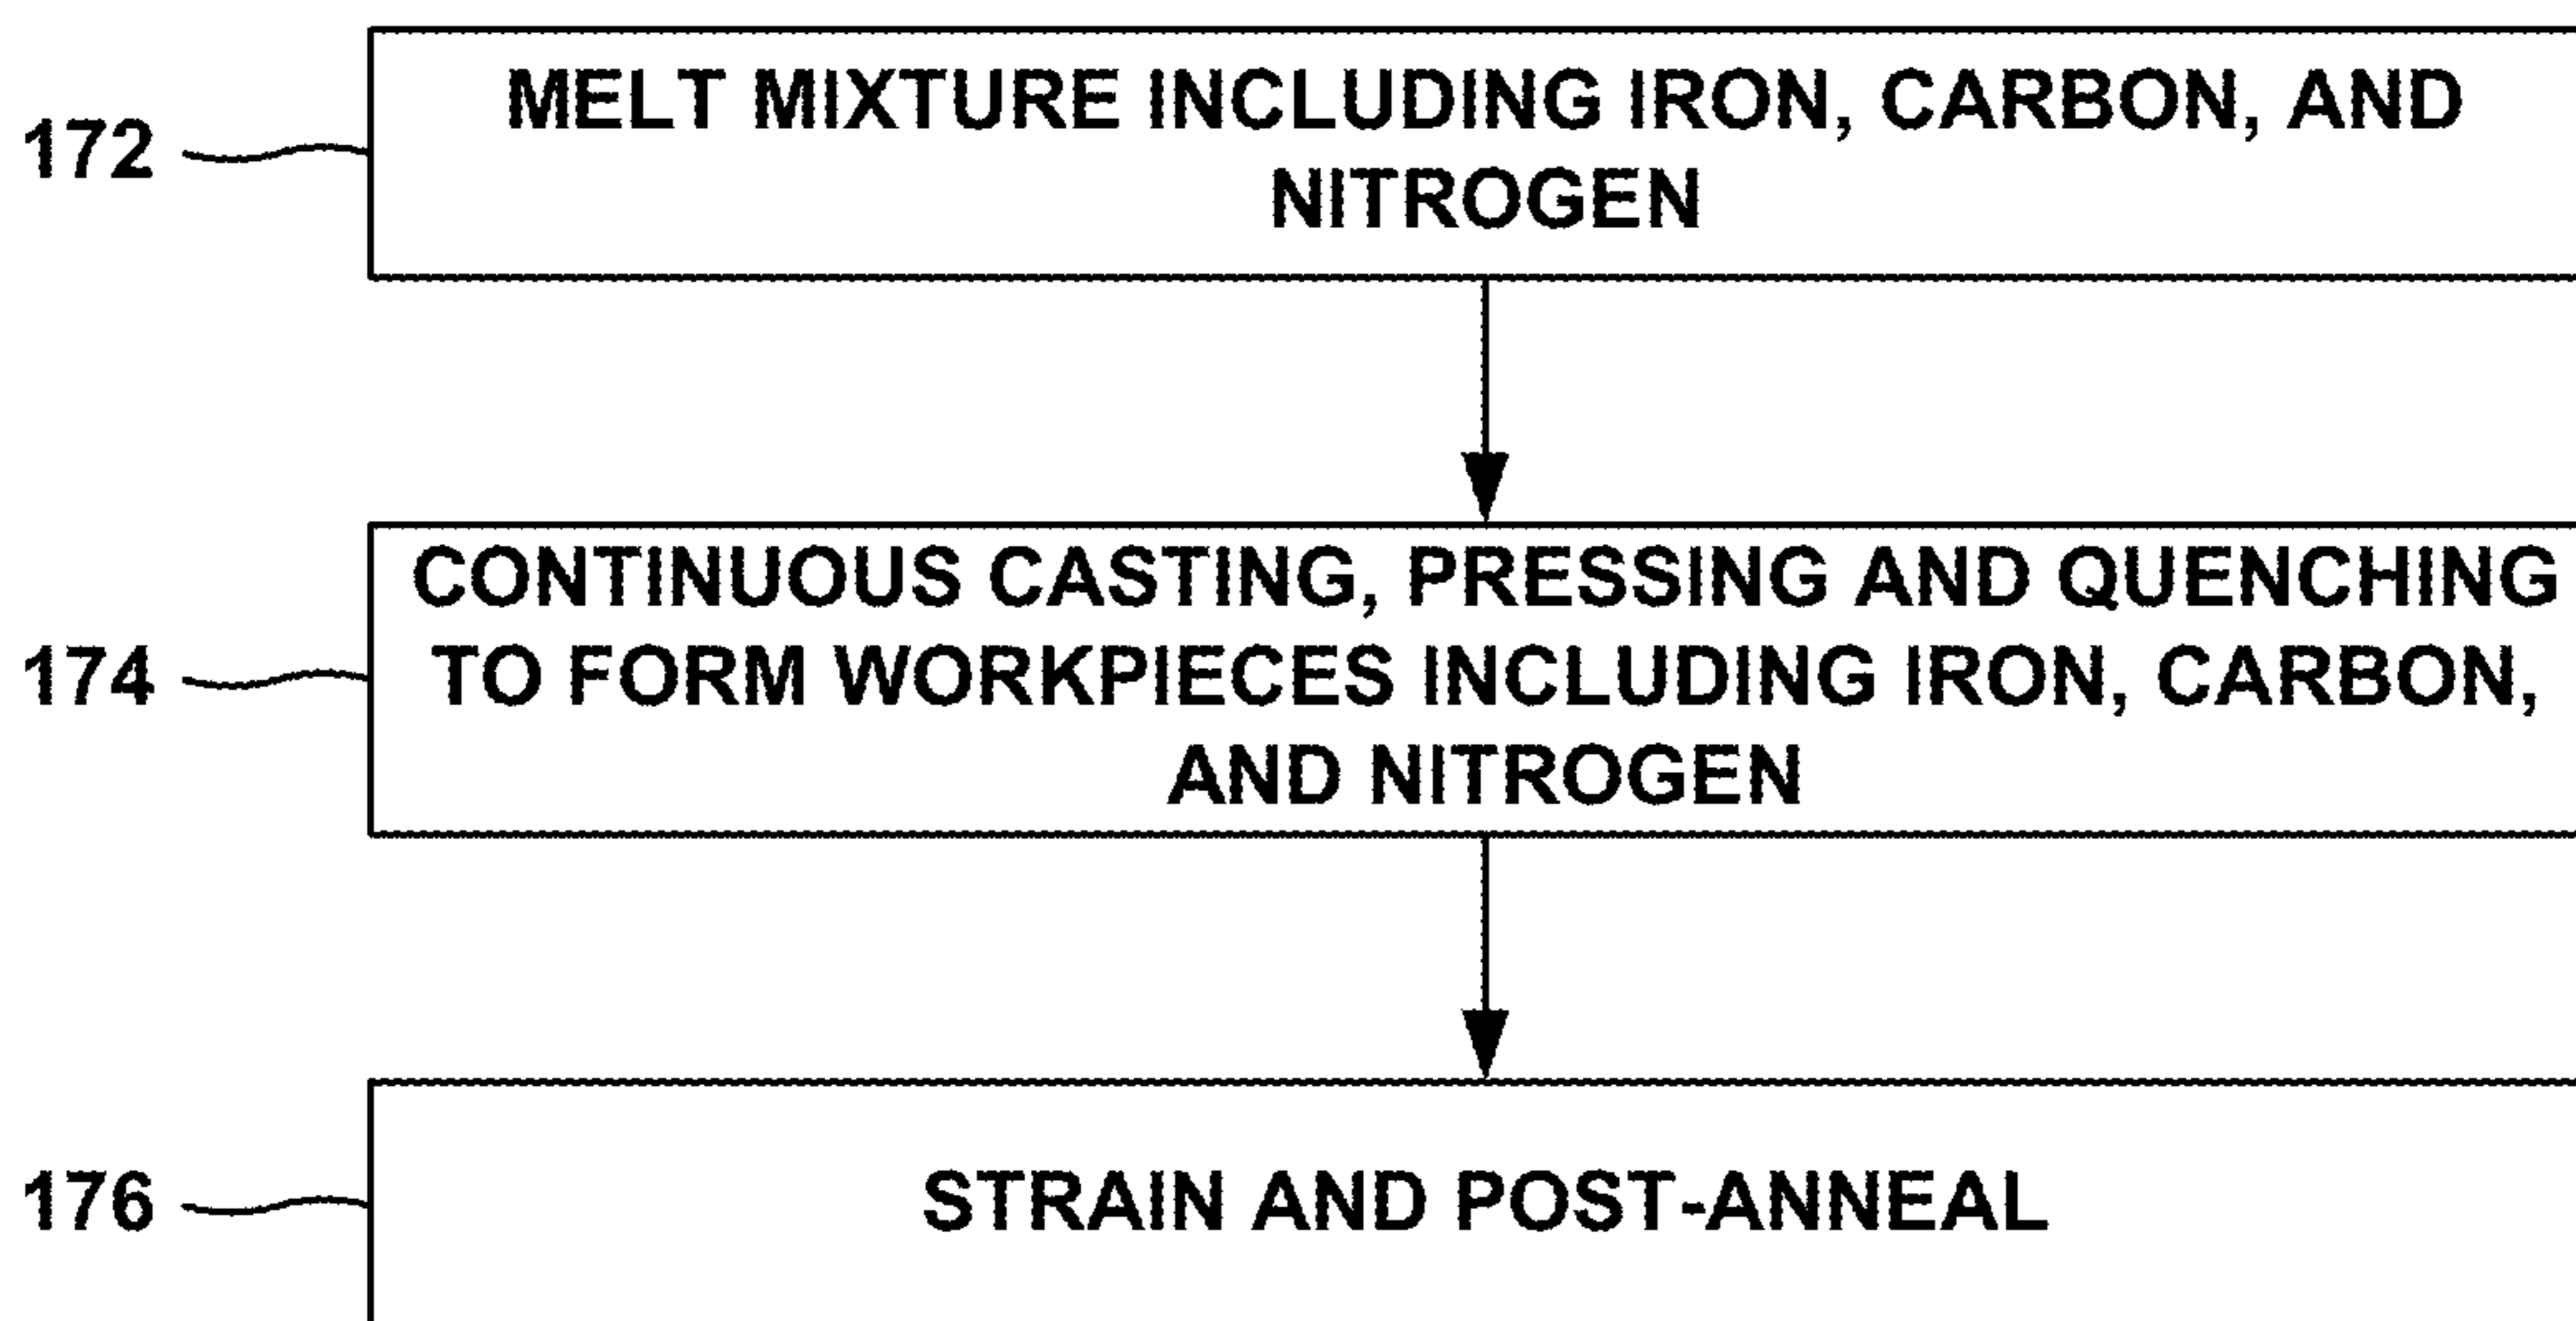 172
MELT MIXTURE INCLUDING IRON, CARBON, AND
NITROGEN
174
CONTINUOUS CASTING, PRESSING AND QUENCHING
TO FORM WORKPIECES INCLUDING IRON, CARBON,
AND NITROGEN
176
STRAIN AND POST-ANNEAL